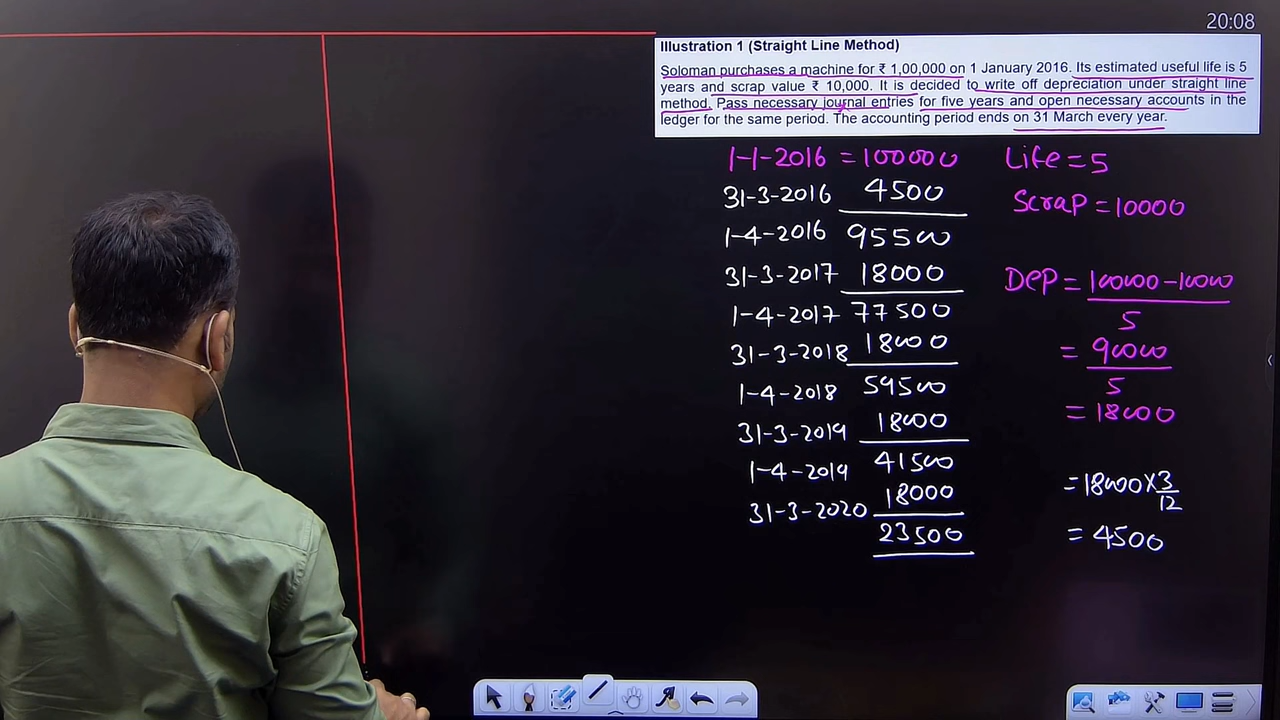 20:08
Illustration 1 (Straight Line Method)
Soloman purchases a machine for ₹ 1,00,000 on 1 January 2016. Its estimated useful life is 5
years and scrap value ₹ 10,000. It is decided to write off depreciation under straight line
method. Pass necessary journal entries for five years and open necessary accounts in the
ledger for the same period. The accounting period ends on 31 March every year.
1-1-2016 = 100000
31-3-2016 4500
1-4-2016 95500
31-3-2017 18000
1-4-2017 77500
31-3-2018 18000
1-4-2018 59500
31-3-2019 18000
1-4-2019 41500
31-3-2020 18000
23500
Life = 5
Scrap = 10000
Dep = 100000 - 10000
5
= 90000
5
= 18000
= 18000 x 3
12
= 4500